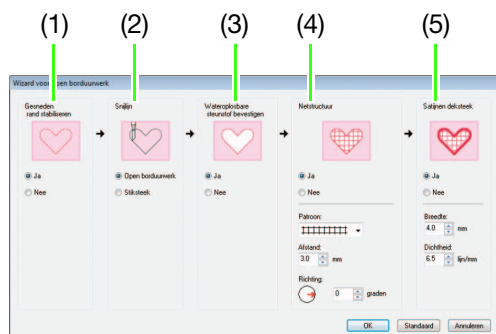 (1) (2) (3) (4) (5)
Wizard voor open borduurwerk
Gesneden
rand stabiliseren
Ja
Nee
Snijlijn
Open borduurwerk
Stiksteek
Wateroplosbare
steunstof bevestigen
Ja
Nee
Netstructuur
Ja
Nee
Patroon:
Afstand:
3.0 mm
Richting:
0 graden
Satijnen deksteek
Ja
Nee
Breedte:
4.0 mm
Dichtheid:
6.5 lijn/mm
OK Standaard Annuleren